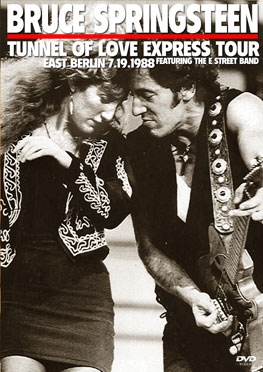 BRUCE SPRINGSTEEN
TUNNEL OF LOVE EXPRESS TOUR
EAST BERLIN 7.19.1988 FEATURING THE E STREET BAND
DVD